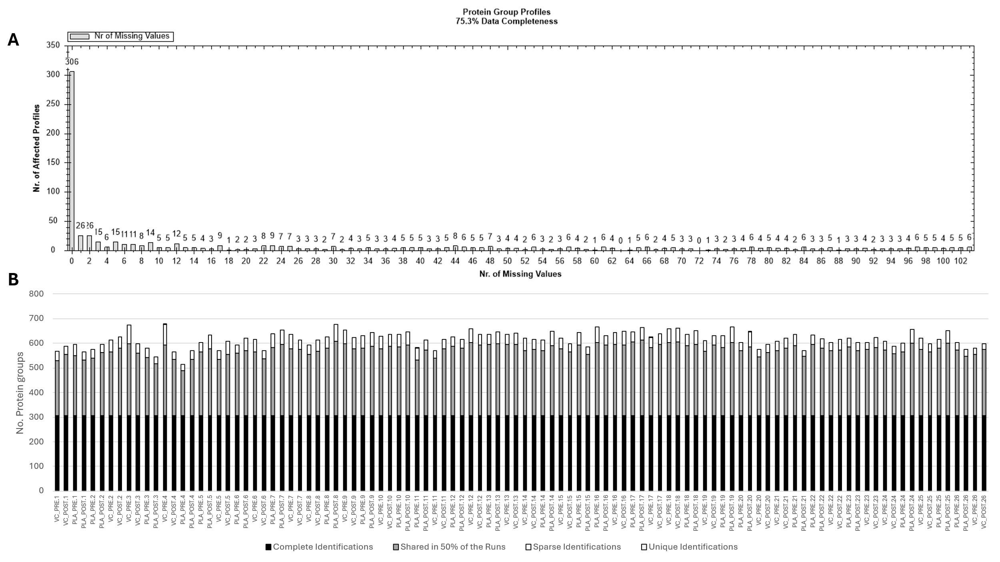 Protein Group Profiles
75.3% Data Completeness
A
Nr of Missing Values
Nr. of Affected Profiles
350
300
250
200
150
100
50
0
306
26 26 15 6 15 11 11 8 14 5 5 12 5 5 4 3 9 1 2 2 3 8 9 7 7 3 3 3 2 7 2 4 3 5 3 3 4 5 5 5 3 3 5 8 6 5 5 7 3 4 4 2 6 3 2 3 6 4 2 1 6 4 0 1 5 6 2 4 5 3 3 0 1 3 2 3 4 6 4 5 4 4 2 6 3 3 5 1 3 3 4 2 3 3 3 4 6 5 5 4 5 5 6
0 2 4 6 8 10 12 14 16 18 20 22 24 26 28 30 32 34 36 38 40 42 44 46 48 50 52 54 56 58 60 62 64 66 68 70 72 74 76 78 80 82 84 86 88 90 92 94 96 98 100 102
Nr. of Missing Values
B
No. Protein groups
800
700
600
500
400
300
200
100
0
VC_PRE.1
VC_POST.1
PLA_PRE.1
PLA_POST.1
PLA_PRE.2
PLA_POST.2
VC_PRE.2
VC_POST.2
VC_PRE.3
VC_POST.3
PLA_PRE.3
PLA_POST.3
VC_PRE.4
VC_POST.4
PLA_PRE.4
PLA_POST.4
PLA_PRE.5
PLA_POST.5
VC_PRE.5
VC_POST.5
PLA_PRE.6
PLA_POST.6
VC_PRE.6
VC_POST.6
PLA_PRE.7
PLA_POST.7
VC_PRE.7
VC_POST.7
VC_PRE.8
VC_POST.8
PLA_PRE.8
PLA_POST.8
VC_PRE.9
VC_POST.9
PLA_PRE.9
PLA_POST.9
VC_PRE.10
VC_POST.10
PLA_PRE.10
PLA_POST.10
PLA_PRE.11
PLA_POST.11
VC_PRE.11
VC_POST.11
PLA_PRE.12
PLA_POST.12
VC_PRE.12
VC_POST.12
PLA_PRE.13
PLA_POST.13
VC_PRE.13
VC_POST.13
VC_PRE.14
VC_POST.14
PLA_PRE.14
PLA_POST.14
VC_PRE.15
VC_POST.15
PLA_PRE.15
PLA_POST.15
PLA_PRE.16
PLA_POST.16
VC_PRE.16
VC_POST.16
PLA_PRE.17
PLA_POST.17
VC_PRE.17
VC_POST.17
VC_PRE.18
VC_POST.18
PLA_PRE.18
PLA_POST.18
VC_PRE.19
VC_POST.19
PLA_PRE.19
PLA_POST.19
PLA_PRE.20
PLA_POST.20
VC_PRE.20
VC_POST.20
VC_PRE.21
VC_POST.21
PLA_PRE.21
PLA_POST.21
PLA_PRE.22
PLA_POST.22
VC_PRE.22
VC_POST.22
PLA_PRE.23
PLA_POST.23
VC_PRE.23
VC_POST.23
VC_PRE.24
VC_POST.24
PLA_PRE.24
PLA_POST.24
VC_PRE.25
VC_POST.25
PLA_PRE.25
PLA_POST.25
PLA_PRE.26
PLA_POST.26
VC_PRE.26
VC_POST.26
Complete Identifications
Shared in 50% of the Runs
Sparse Identifications
Unique Identifications